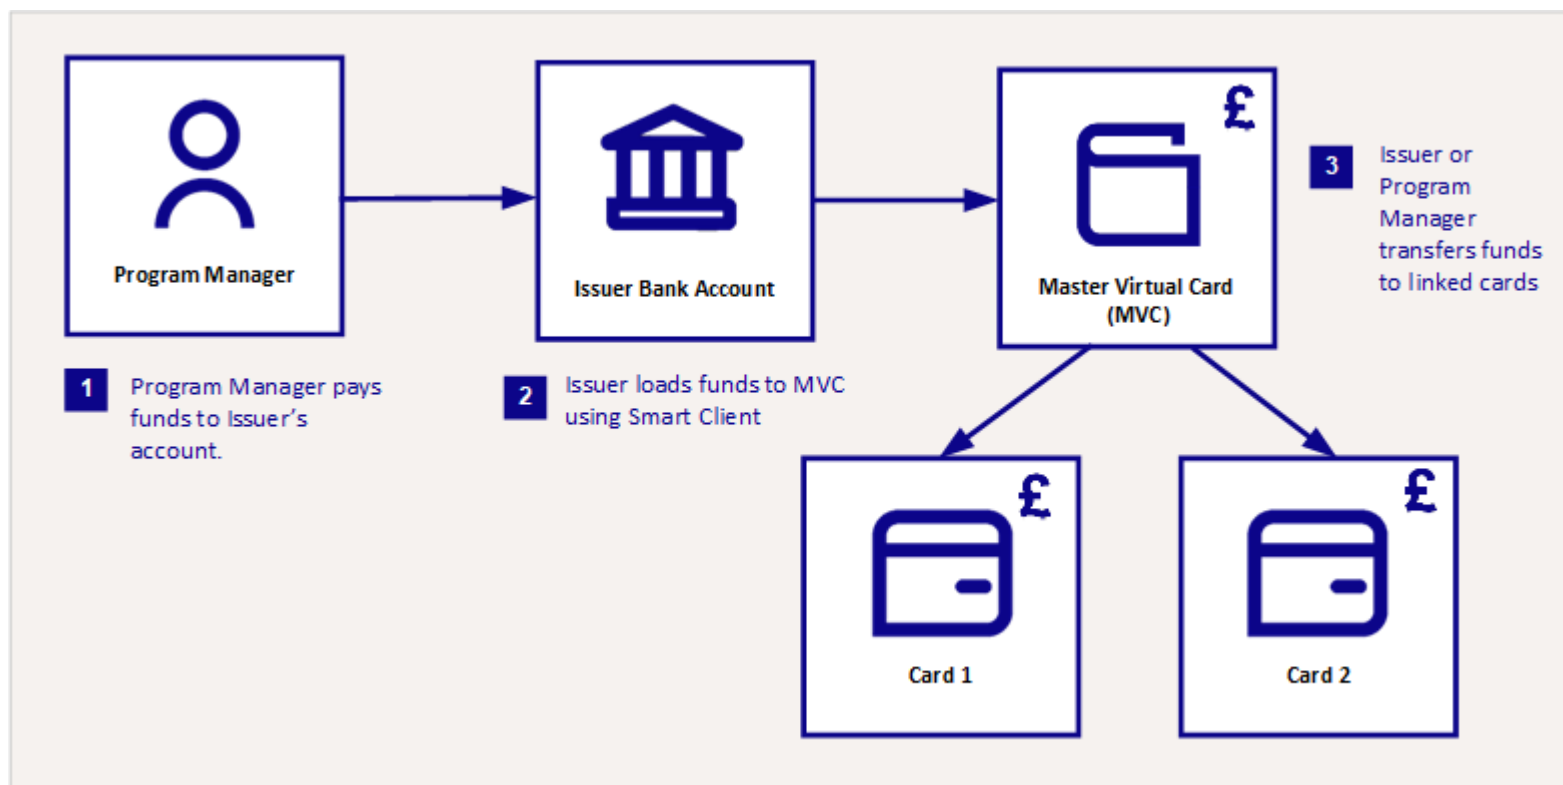 £
Program Manager
Issuer Bank Account
Master Virtual Card
(MVC)
3
Issuer or
Program
Manager
transfers funds
to linked cards
1
Program Manager pays
funds to Issuer's
account.
2
Issuer loads funds to MVC
using Smart Client
£
Card 1
£
Card 2